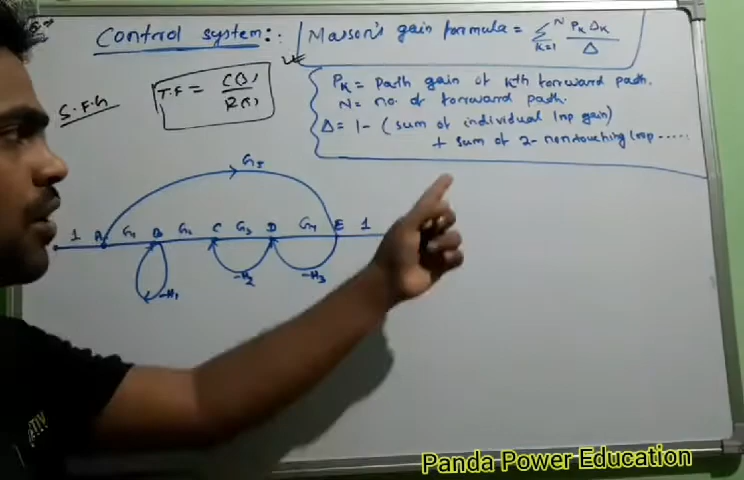 Control system:-
Masson's gain formula = Σ K=1 N PK ΔK / Δ
T.F = C(s) / R(s)
S.F.G
PK = Path gain of Kth forward path.
N = no. of forward path.
Δ = 1 - (sum of individual loop gain)
+ sum of 2- nontouching loop .....
G5
1 A G1 B G2 C G3 D G4 E 1
-H1 -H2 -H3
Panda Power Education